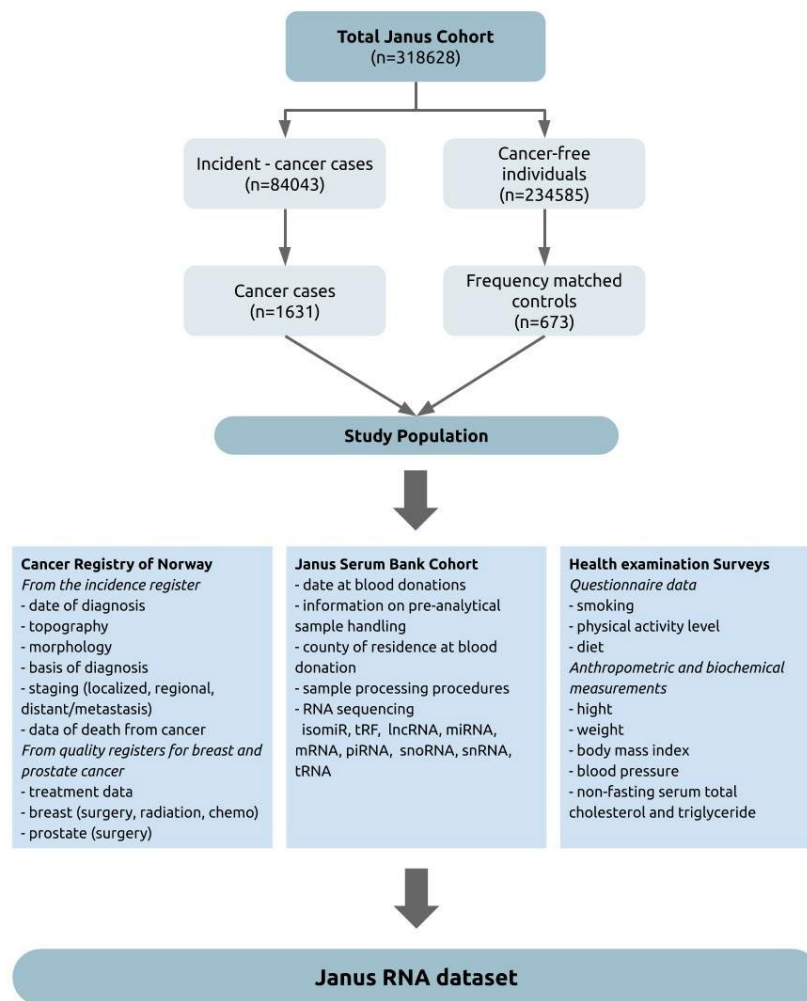 Total Janus Cohort
(n=318628)
Incident - cancer cases
(n=84043)
Cancer-free
individuals
(n=234585)
Cancer cases
(n=1631)
Frequency matched
controls
(n=673)
Study Population
Cancer Registry of Norway
From the incidence register
- date of diagnosis
- topography
- morphology
- basis of diagnosis
- staging (localized, regional,
distant/metastasis)
- data of death from cancer
From quality registers for breast and
prostate cancer
- treatment data
- breast (surgery, radiation, chemo)
- prostate (surgery)
Janus Serum Bank Cohort
- date at blood donations
- information on pre-analytical
sample handling
- county of residence at blood
donation
- sample processing procedures
- RNA sequencing
isomiR, tRF, lncRNA, miRNA,
mRNA, piRNA, snoRNA, snRNA,
tRNA
Health examination Surveys
Questionnaire data
- smoking
- physical activity level
- diet
Anthropometric and biochemical
measurements
- hight
- weight
- body mass index
- blood pressure
- non-fasting serum total
cholesterol and triglyceride
Janus RNA dataset